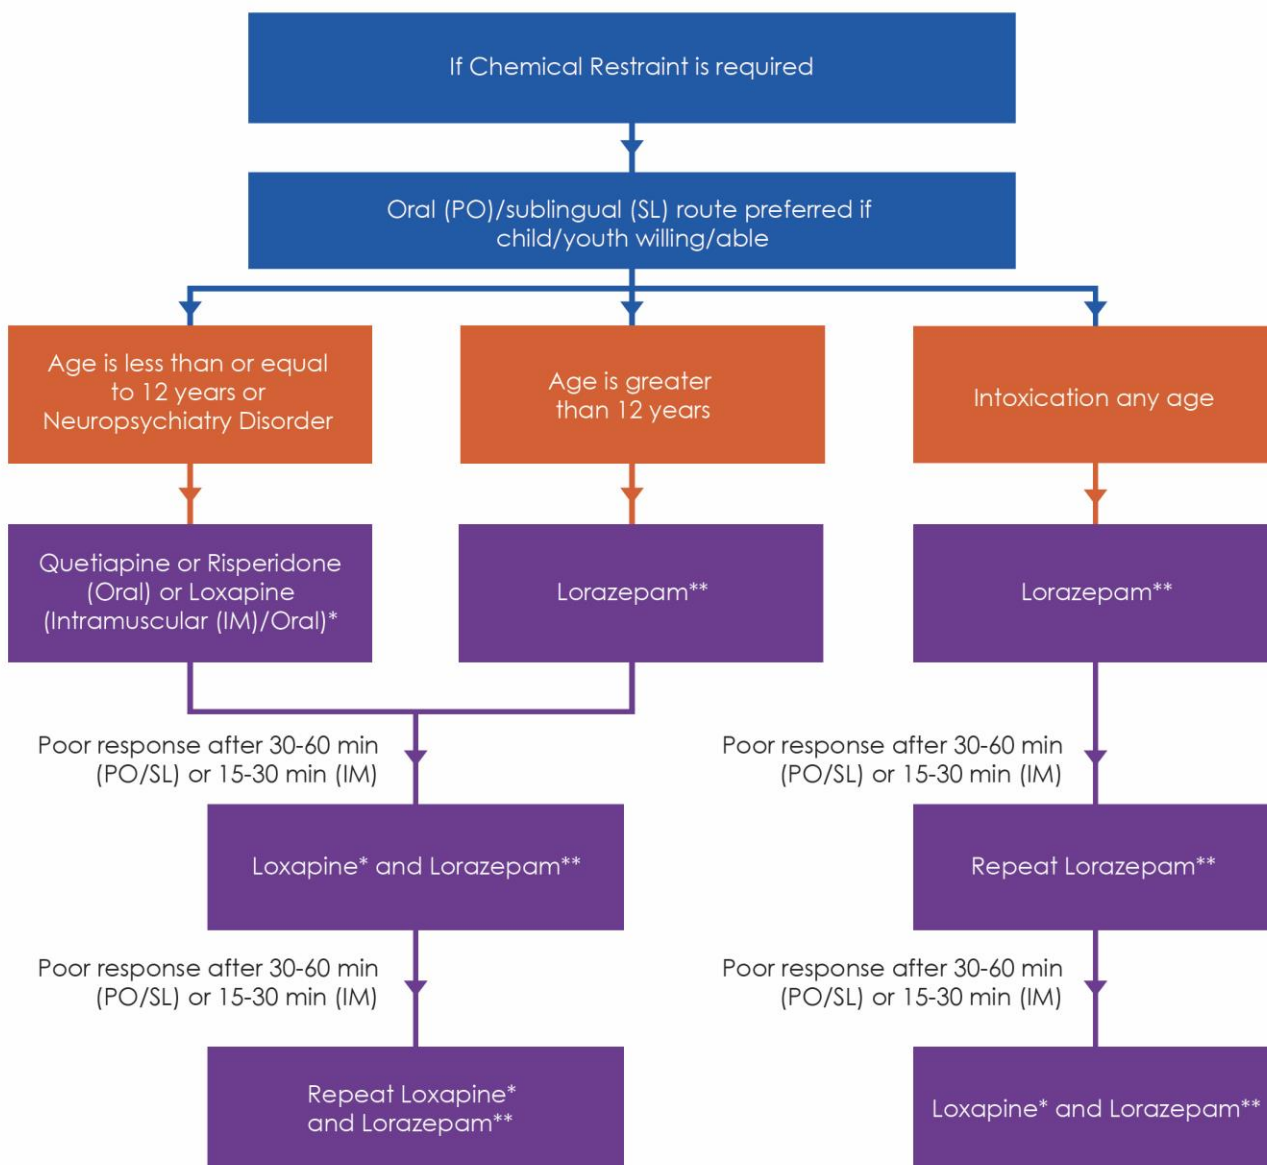 If Chemical Restraint is required
Oral (PO)/sublingual (SL) route preferred if
child/youth willing/able
Age is less than or equal
to 12 years or
Neuropsychiatry Disorder
Age is greater
than 12 years
Intoxication any age
Quetiapine or Risperidone
(Oral) or Loxapine
(Intramuscular (IM)/Oral)*
Lorazepam**
Lorazepam**
Poor response after 30-60 min
(PO/SL) or 15-30 min (IM)
Poor response after 30-60 min
(PO/SL) or 15-30 min (IM)
Loxapine* and Lorazepam**
Repeat Lorazepam**
Poor response after 30-60 min
(PO/SL) or 15-30 min (IM)
Poor response after 30-60 min
(PO/SL) or 15-30 min (IM)
Repeat Loxapine*
and Lorazepam**
Loxapine* and Lorazepam**